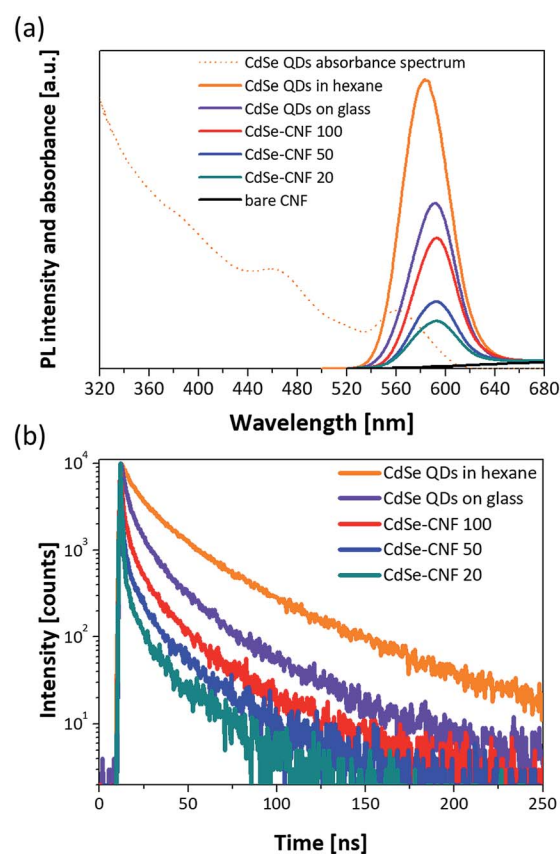 (a)
CdSe QDs absorbance spectrum
CdSe QDs in hexane
CdSe QDs on glass
CdSe-CNF 100
CdSe-CNF 50
CdSe-CNF 20
bare CNF
PL intensity and absorbance [a.u.]
320 360 400 440 480 520 560 600 640 680
Wavelength [nm]
(b)
CdSe QDs in hexane
CdSe QDs on glass
CdSe-CNF 100
CdSe-CNF 50
CdSe-CNF 20
Intensity [counts]
10⁴
10³
10²
10¹
0 50 100 150 200 250
Time [ns]